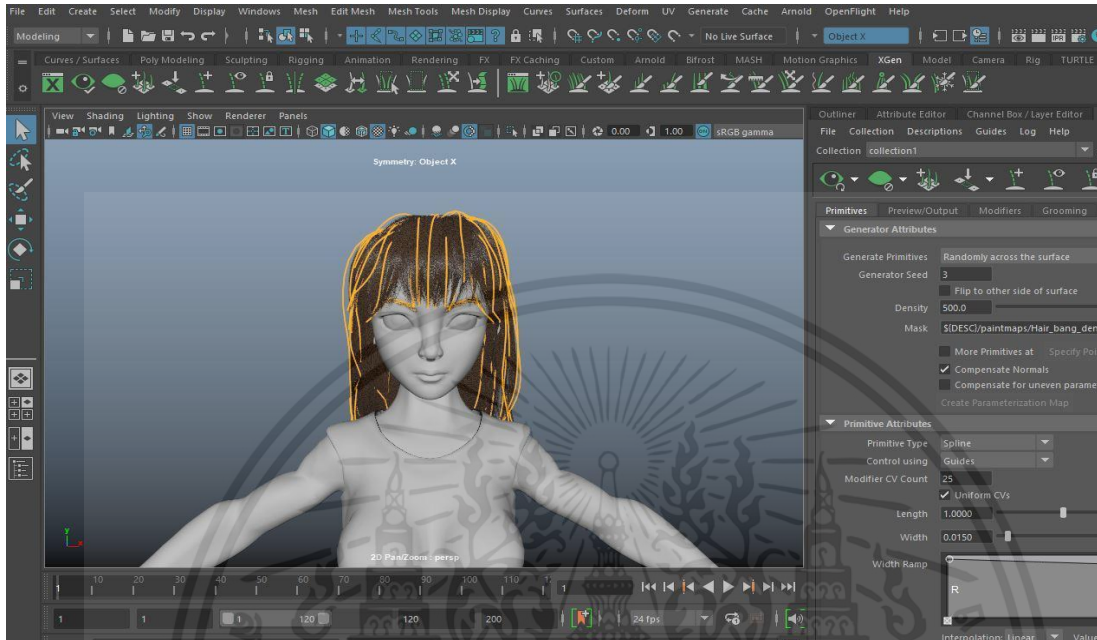 File Edit Create Select Modify Display Windows Mesh Edit Mesh Mesh Tools Mesh Display Curves Surfaces Deform UV Generate Cache Arnold OpenFlight Help
Modeling No Live Surface Object X
Curves / Surfaces Poly Modeling Sculpting Rigging Animation Rendering FX FX Caching Custom Arnold Bifrost MASH Motion Graphics XGen Model Camera Rig TURTLE
View Shading Lighting Show Renderer Panels
0.00 1.00 sRGB gamma
Symmetry: Object X
2D Pan/Zoom : persp
Outliner Attribute Editor Channel Box / Layer Editor
File Collection Descriptions Guides Log Help
Collection collection1
Primitives Preview/Output Modifiers Grooming
Generator Attributes
Generate Primitives Randomly across the surface
Generator Seed 3
Flip to other side of surface
Density 500.0
Mask ${DESC}/paintmaps/Hair_bang_den
More Primitives at Specify Poi
Compensate Normals
Compensate for uneven parame
Create Parameterization Map
Primitive Attributes
Primitive Type Spline
Control using Guides
Modifier CV Count 25
Uniform CVs
Length 1.0000
Width 0.0150
Width Ramp
R
Interpolation: Linear Value
1 10 20 30 40 50 60 70 80 90 100 110 12 1
1 1 1 120 120 200 24 fps